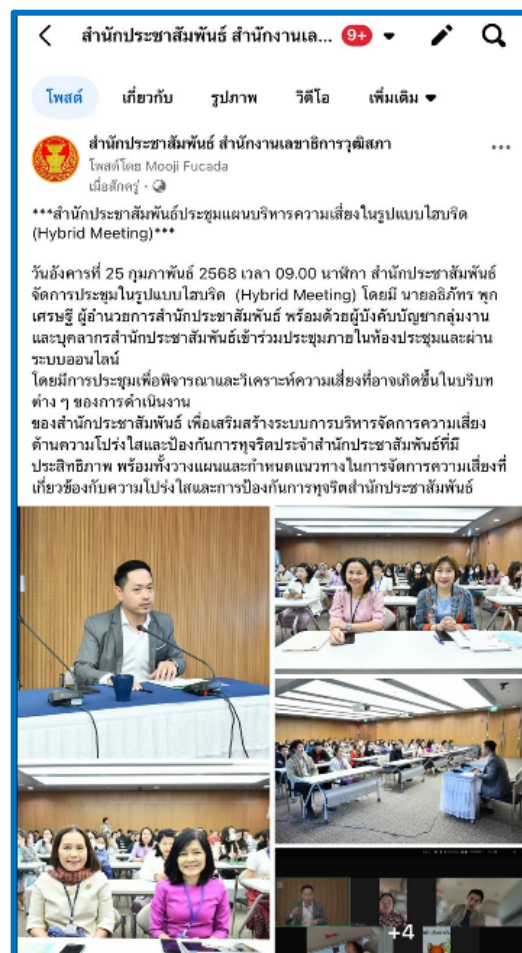 สำนักประชาสัมพันธ์ สำนักงานเล... 9+
โพสต์ เกี่ยวกับ รูปภาพ วิดีโอ เพิ่มเติม
สำนักประชาสัมพันธ์ สำนักงานเลขาธิการวุฒิสภา
โพสต์โดย Mooji Fucada
เมื่อสักครู่ ·
***สำนักประชาสัมพันธ์ประชุมแผนบริหารความเสี่ยงในรูปแบบไฮบริด
(Hybrid Meeting)***
วันอังคารที่ 25 กุมภาพันธ์ 2568 เวลา 09.00 นาฬิกา สำนักประชาสัมพันธ์
จัดการประชุมในรูปแบบไฮบริด (Hybrid Meeting) โดยมี นายอธิภัทร พุก
เศรษฐี ผู้อำนวยการสำนักประชาสัมพันธ์ พร้อมด้วยผู้บังคับบัญชากลุ่มงาน
และบุคลากรสำนักประชาสัมพันธ์เข้าร่วมประชุมภายในห้องประชุมและผ่าน
ระบบออนไลน์
โดยมีการประชุมเพื่อพิจารณาและวิเคราะห์ความเสี่ยงที่อาจเกิดขึ้นในบริบท
ต่าง ๆ ของการดำเนินงาน
ของสำนักประชาสัมพันธ์ เพื่อเสริมสร้างระบบการบริหารจัดการความเสี่ยง
ด้านความโปร่งใสและป้องกันการทุจริตประจำสำนักประชาสัมพันธ์ที่มี
ประสิทธิภาพ พร้อมทั้งวางแผนและกำหนดแนวทางในการจัดการความเสี่ยงที่
เกี่ยวข้องกับความโปร่งใสและการป้องกันการทุจริตสำนักประชาสัมพันธ์
+4